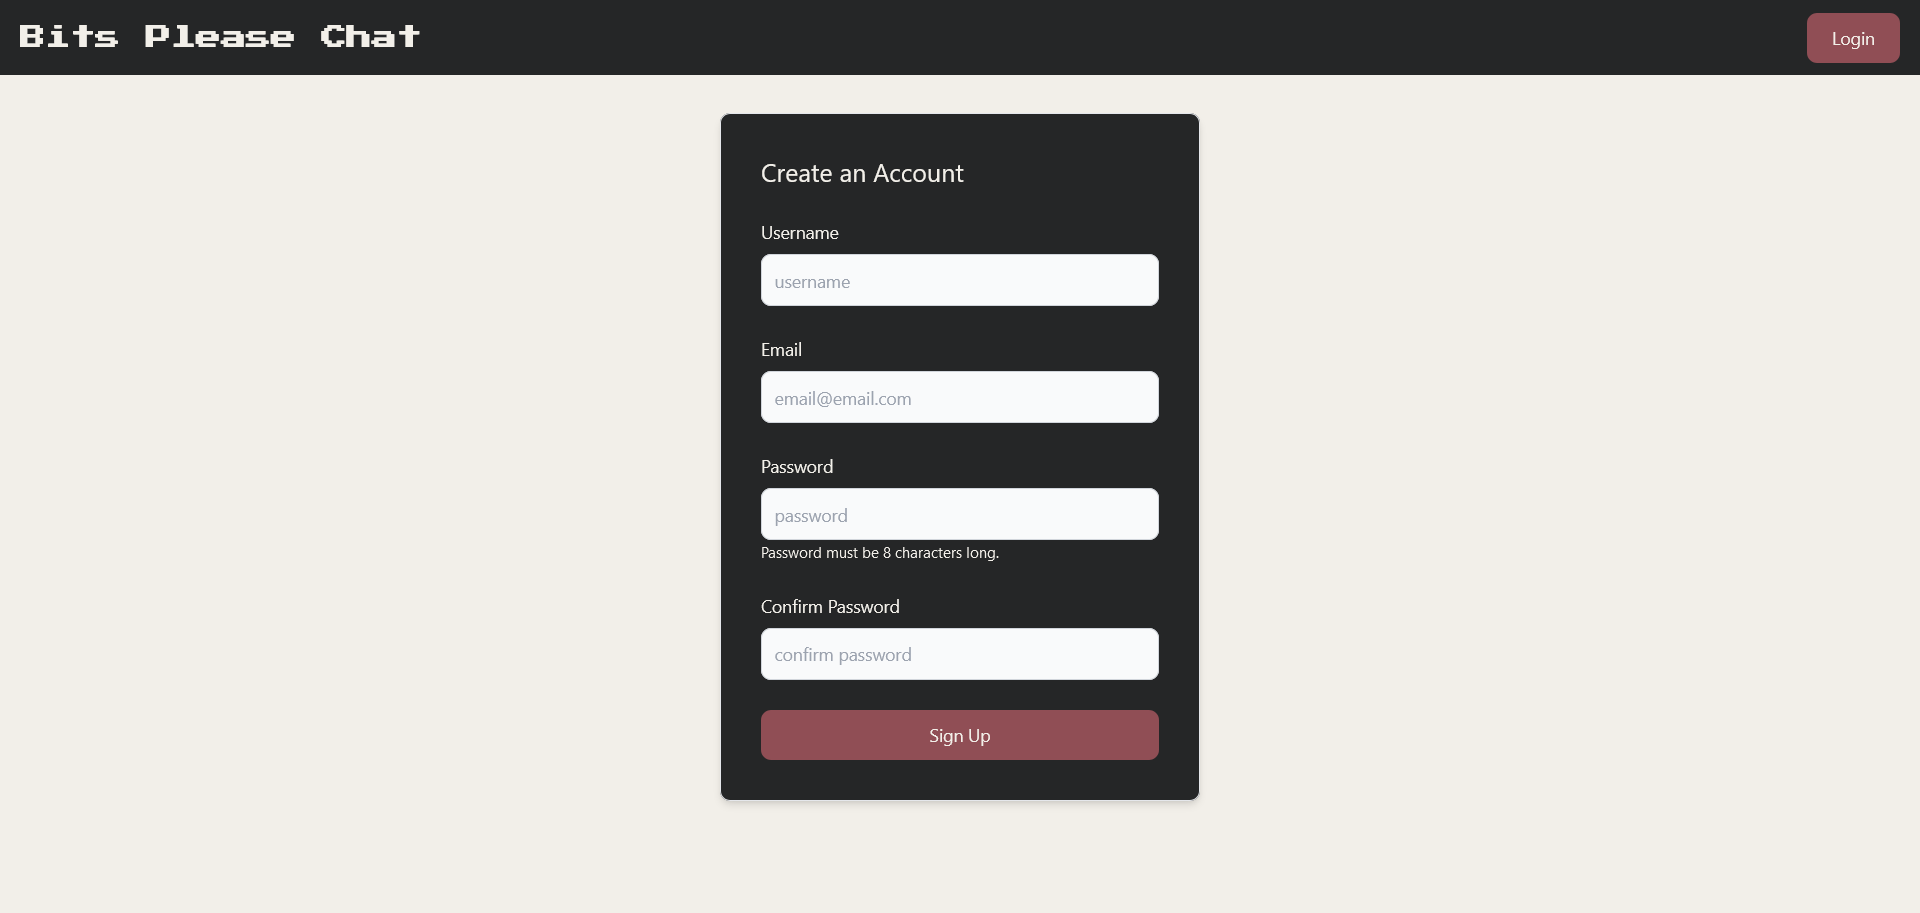 Bits Please Chat
Login
Create an Account
Username
username
Email
email@email.com
Password
password
Password must be 8 characters long.
Confirm Password
confirm password
Sign Up